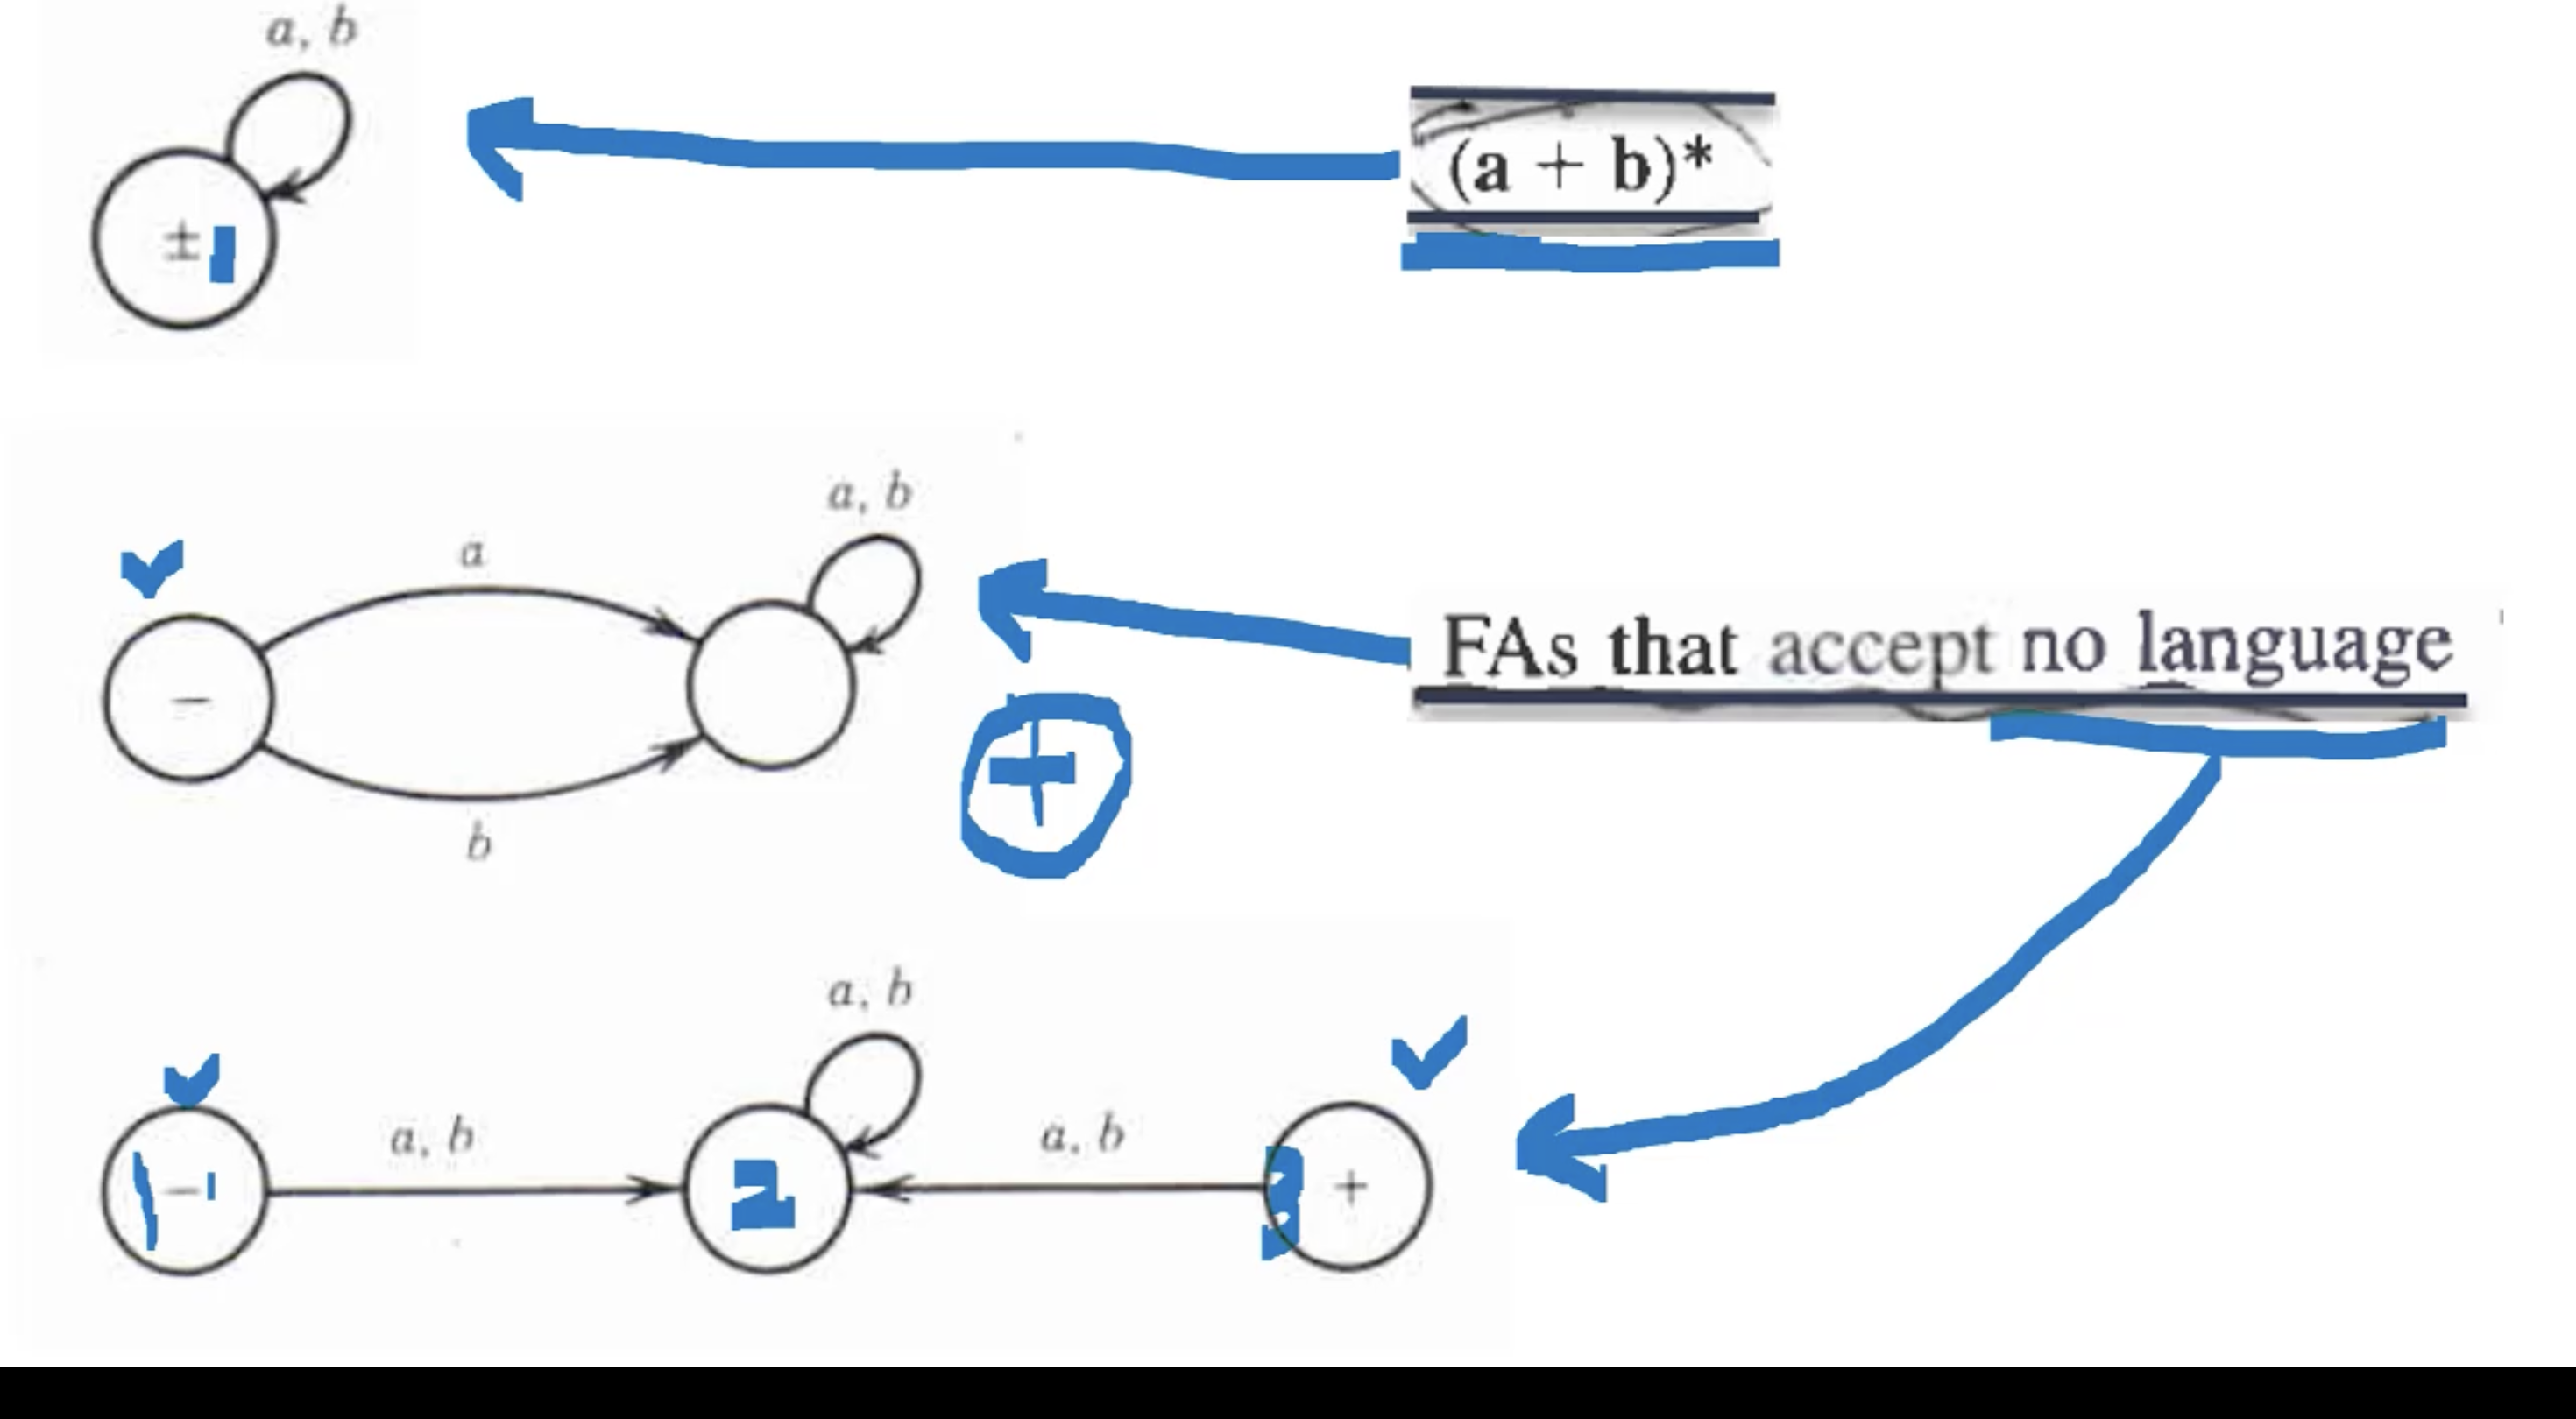 a, b
(a + b)*
± 1
a, b
a
FAs that accept no language
−
+
b
a, b
a, b
a, b
1 −
2
3 +